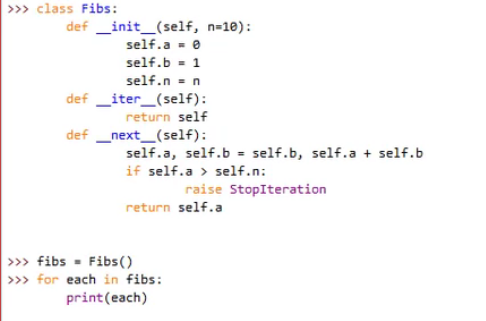 >>> class Fibs:
        def __init__(self, n=10):
                self.a = 0
                self.b = 1
                self.n = n
        def __iter__(self):
                return self
        def __next__(self):
                self.a, self.b = self.b, self.a + self.b
                if self.a > self.n:
                        raise StopIteration
                return self.a
>>> fibs = Fibs()
>>> for each in fibs:
        print(each)